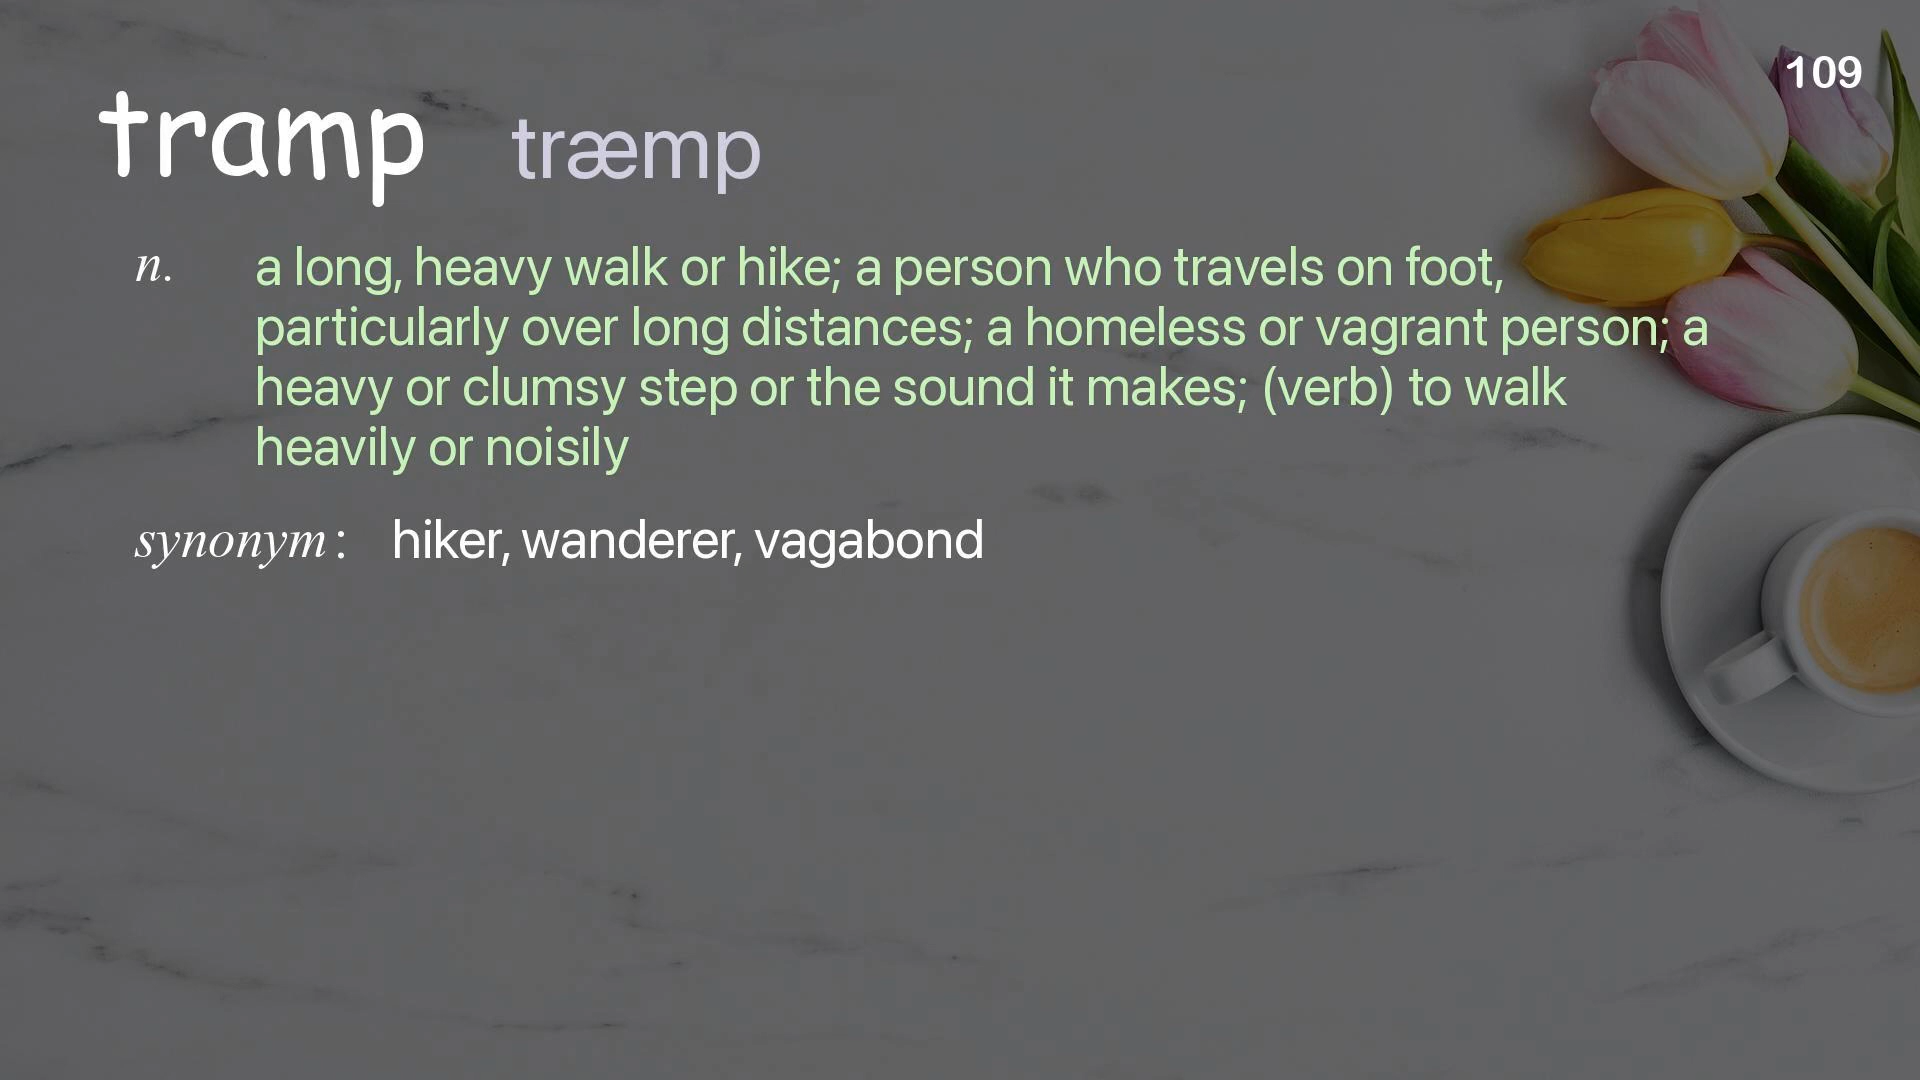 109
tramp træmp
n. a long, heavy walk or hike; a person who travels on foot,
particularly over long distances; a homeless or vagrant person; a
heavy or clumsy step or the sound it makes; (verb) to walk
heavily or noisily
synonym: hiker, wanderer, vagabond